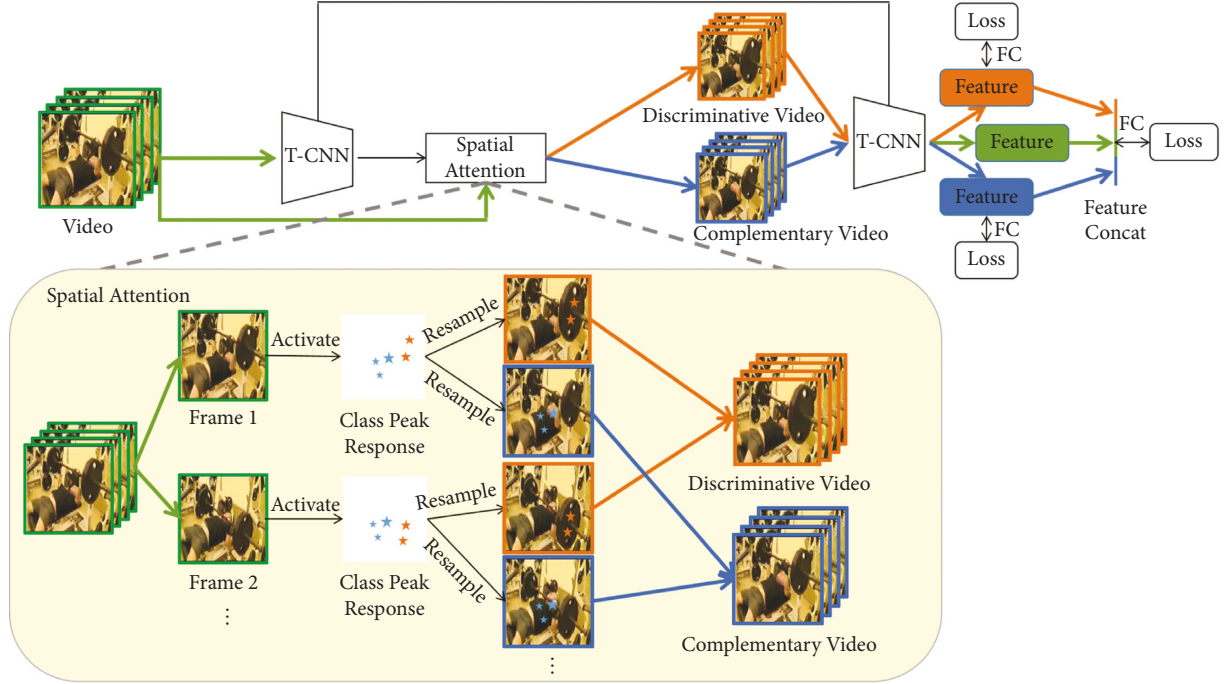 Loss
FC
Feature
Discriminative Video
T-CNN
Spatial
Attention
T-CNN
Feature
FC
Loss
Video
Feature
Complementary Video
FC
Feature
Concat
Loss
Spatial Attention
Activate
Resample
Resample
Frame 1
Class Peak
Response
Activate
Resample
Resample
Discriminative Video
Frame 2
Class Peak
Response
Complementary Video